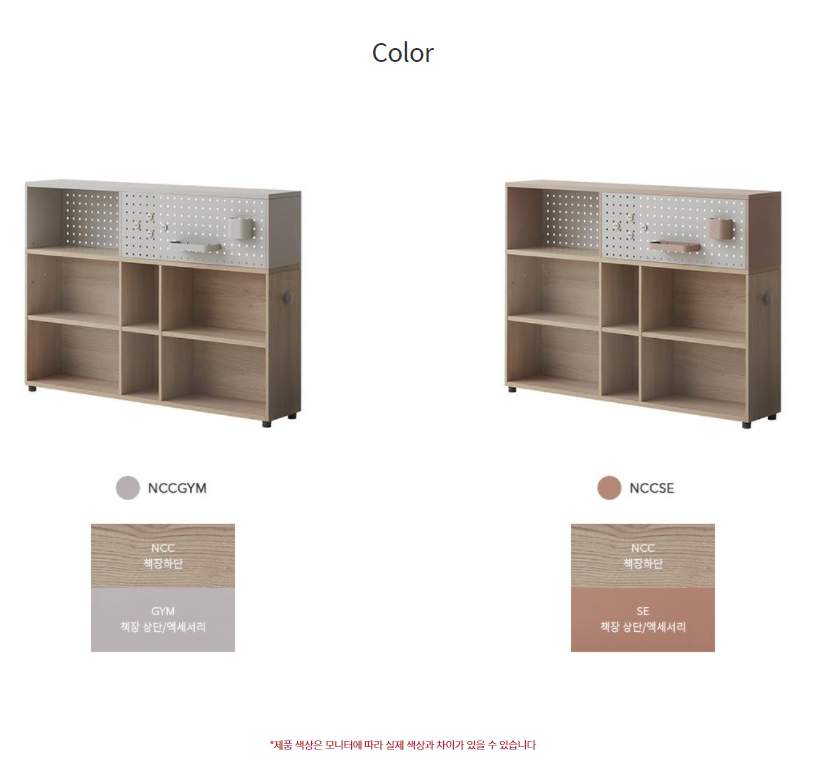 Color
NCCGYM
NCCSE
NCC
책장하단
GYM
책장 상단/액세서리
NCC
책장하단
SE
책장 상단/액세서리
*제품 색상은 모니터에 따라 실제 색상과 차이가 있을 수 있습니다